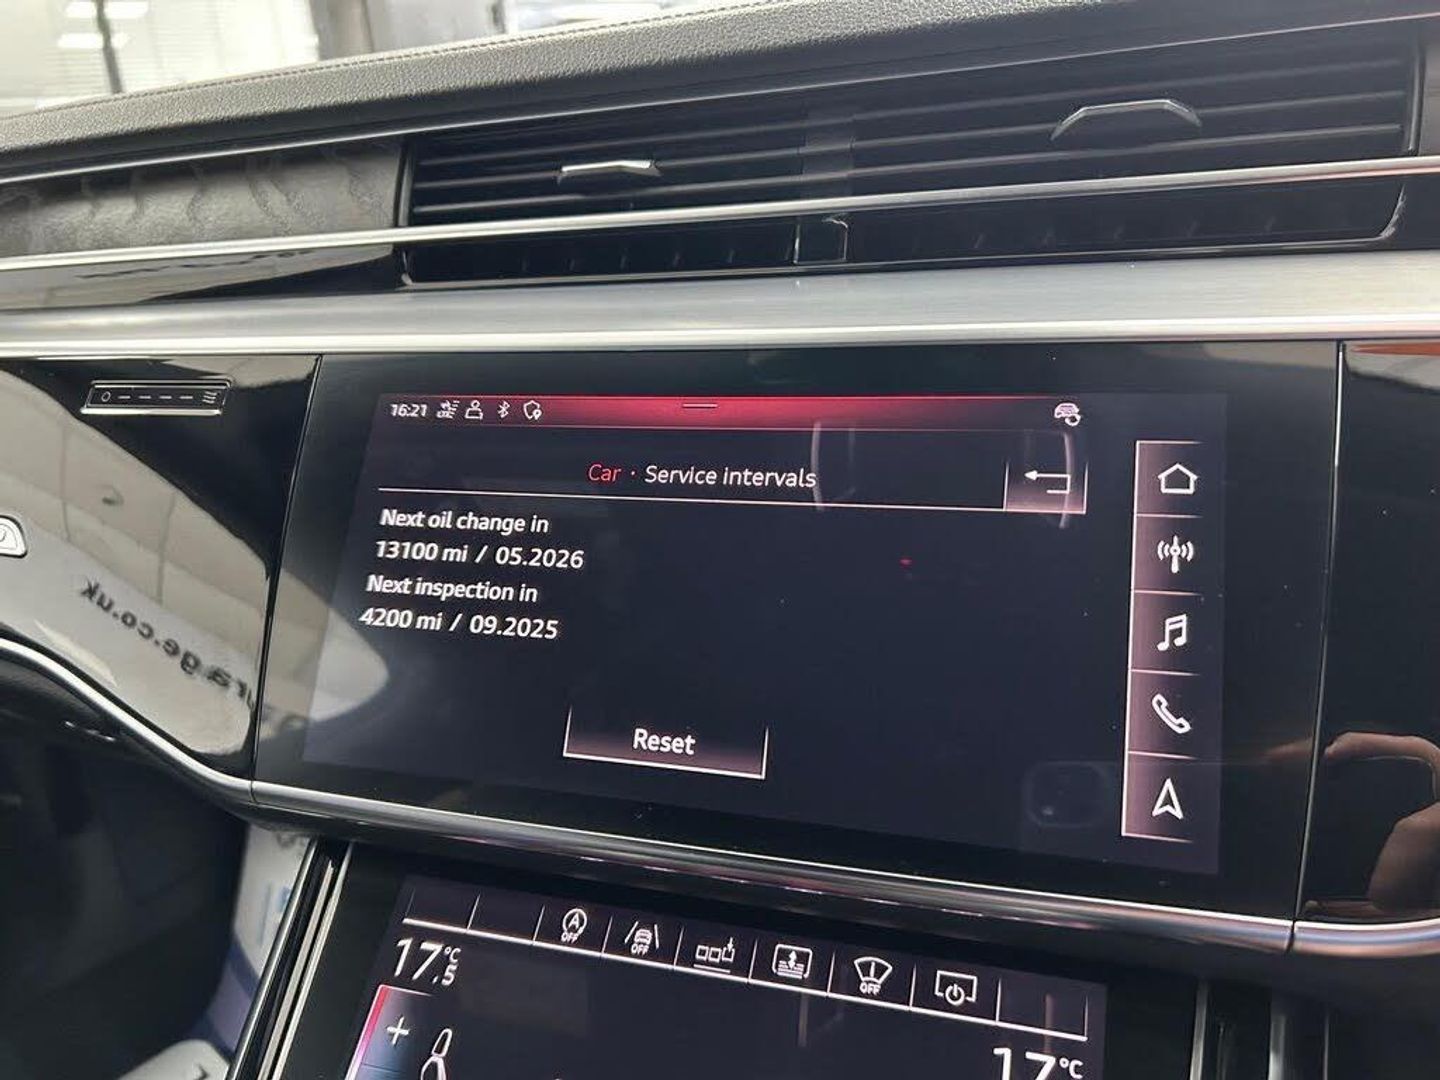 16:21
Car · Service intervals
Next oil change in
13100 mi / 05.2026
Next inspection in
4200 mi / 09.2025
Reset
A
OFF
OFF
OFF
17,5 °C
17 °C